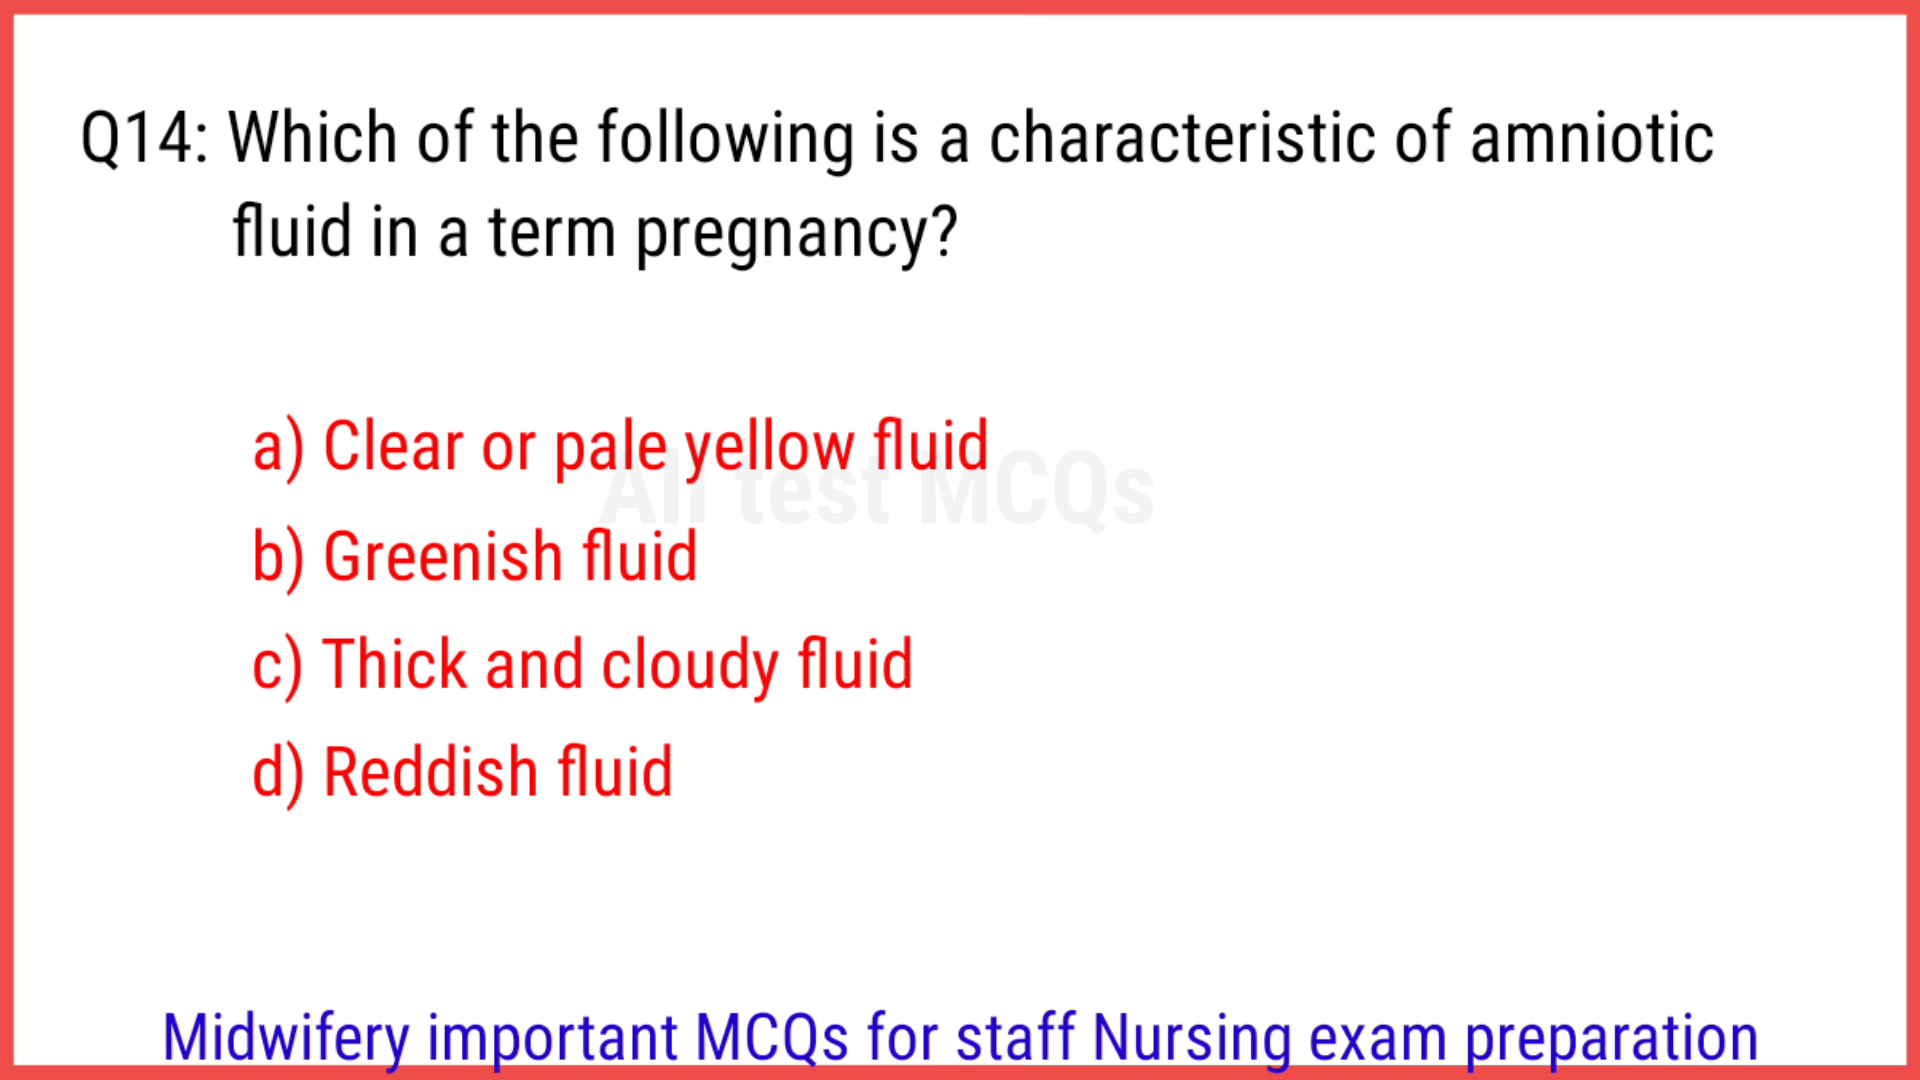 Q14: Which of the following is a characteristic of amniotic
fluid in a term pregnancy?
a) Clear or pale yellow fluid
All test MCQs
b) Greenish fluid
c) Thick and cloudy fluid
d) Reddish fluid
Midwifery important MCQs for staff Nursing exam preparation